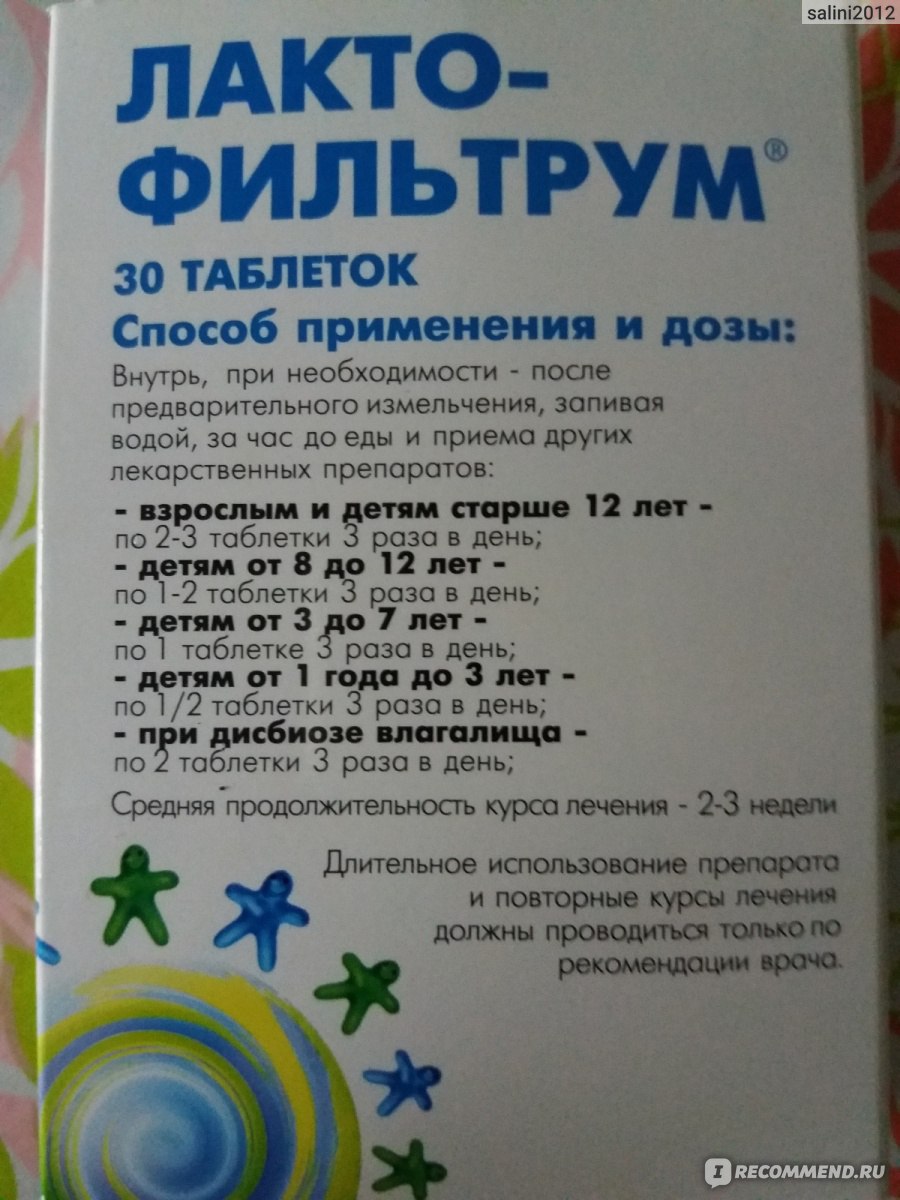 salini2012
ЛАКТО-
ФИЛЬТРУМ®
30 ТАБЛЕТОК
Способ применения и дозы:
Внутрь, при необходимости - после
предварительного измельчения, запивая
водой, за час до еды и приема других
лекарственных препаратов:
- взрослым и детям старше 12 лет -
по 2-3 таблетки 3 раза в день;
- детям от 8 до 12 лет -
по 1-2 таблетки 3 раза в день;
- детям от 3 до 7 лет -
по 1 таблетке 3 раза в день;
- детям от 1 года до 3 лет -
по 1/2 таблетки 3 раза в день;
- при дисбиозе влагалища -
по 2 таблетки 3 раза в день;
Средняя продолжительность курса лечения - 2-3 недели
Длительное использование препарата
и повторные курсы лечения
должны проводиться только по
рекомендации врача.
IRECOMMEND.RU